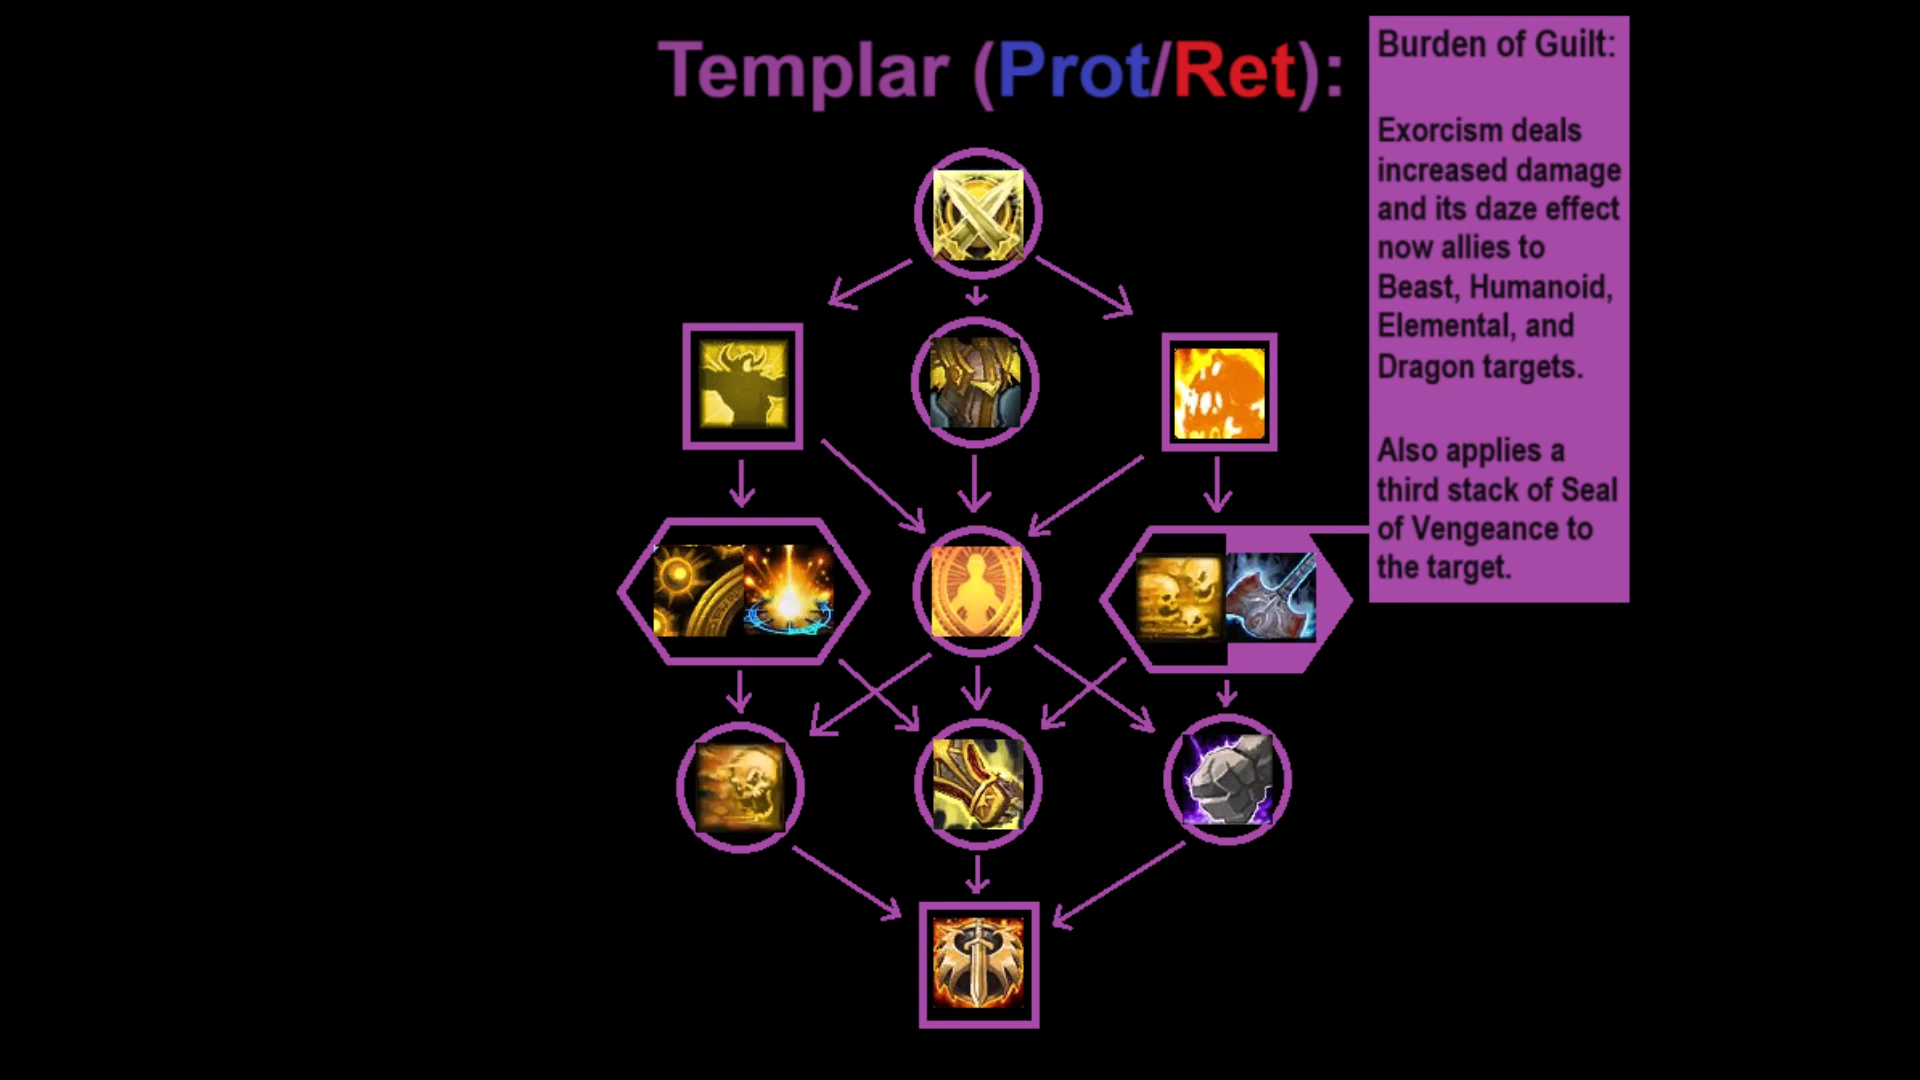 Templar (Prot/Ret):
Burden of Guilt:
Exorcism deals
increased damage
and its daze effect
now allies to
Beast, Humanoid,
Elemental, and
Dragon targets.
Also applies a
third stack of Seal
of Vengeance to
the target.